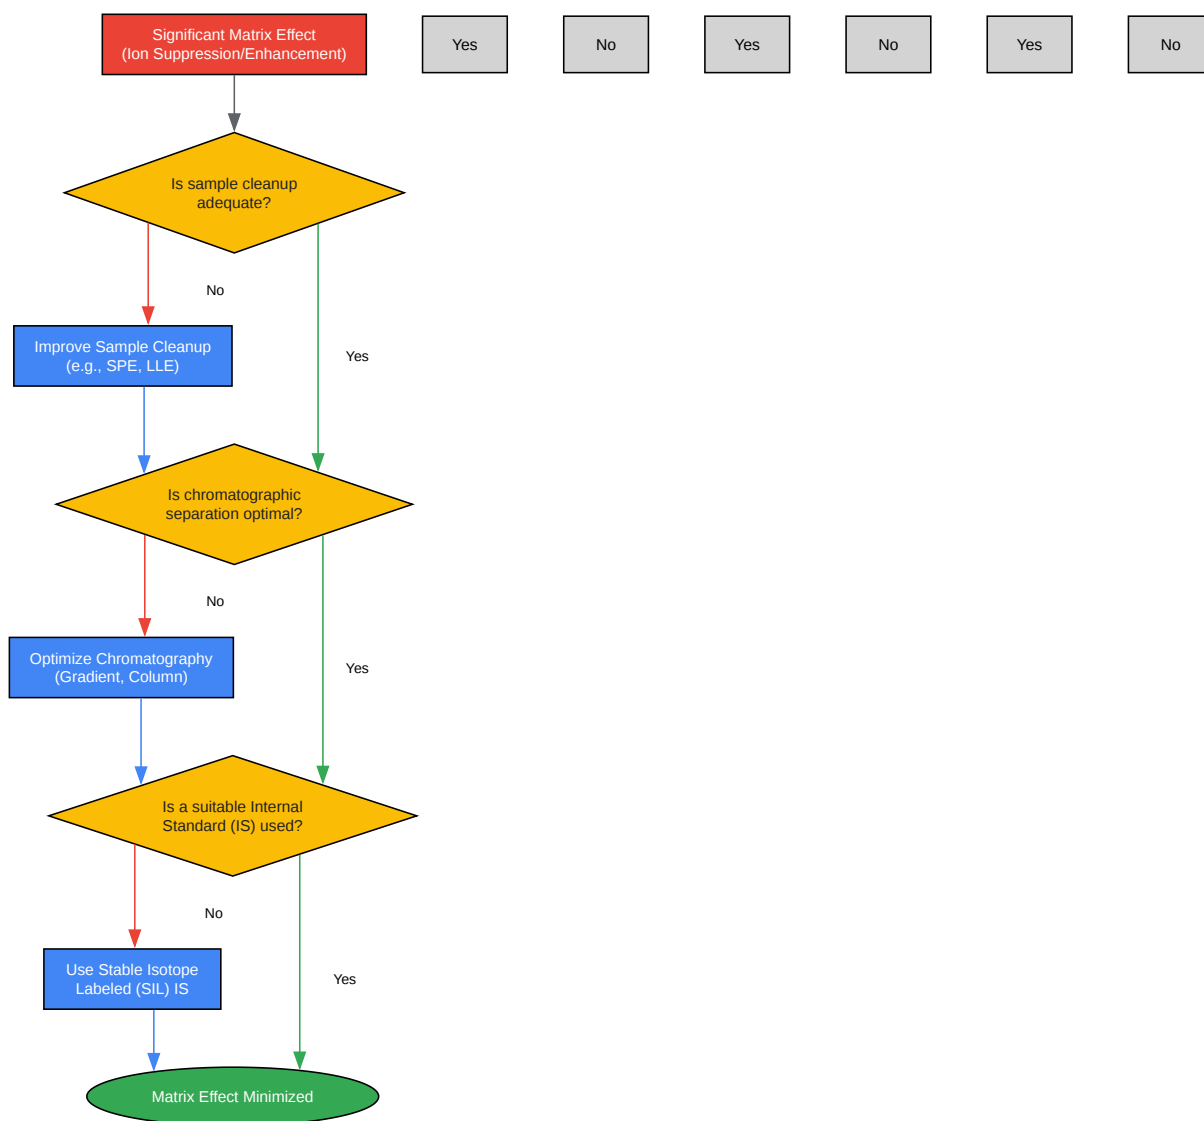 Significant Matrix Effect
(Ion Suppression/Enhancement)
Yes
No
Yes
No
Yes
No
Is sample cleanup
adequate?
No
Improve Sample Cleanup
(e.g., SPE, LLE)
Yes
Is chromatographic
separation optimal?
No
Optimize Chromatography
(Gradient, Column)
Yes
Is a suitable Internal
Standard (IS) used?
No
Use Stable Isotope
Labeled (SIL) IS
Yes
Matrix Effect Minimized